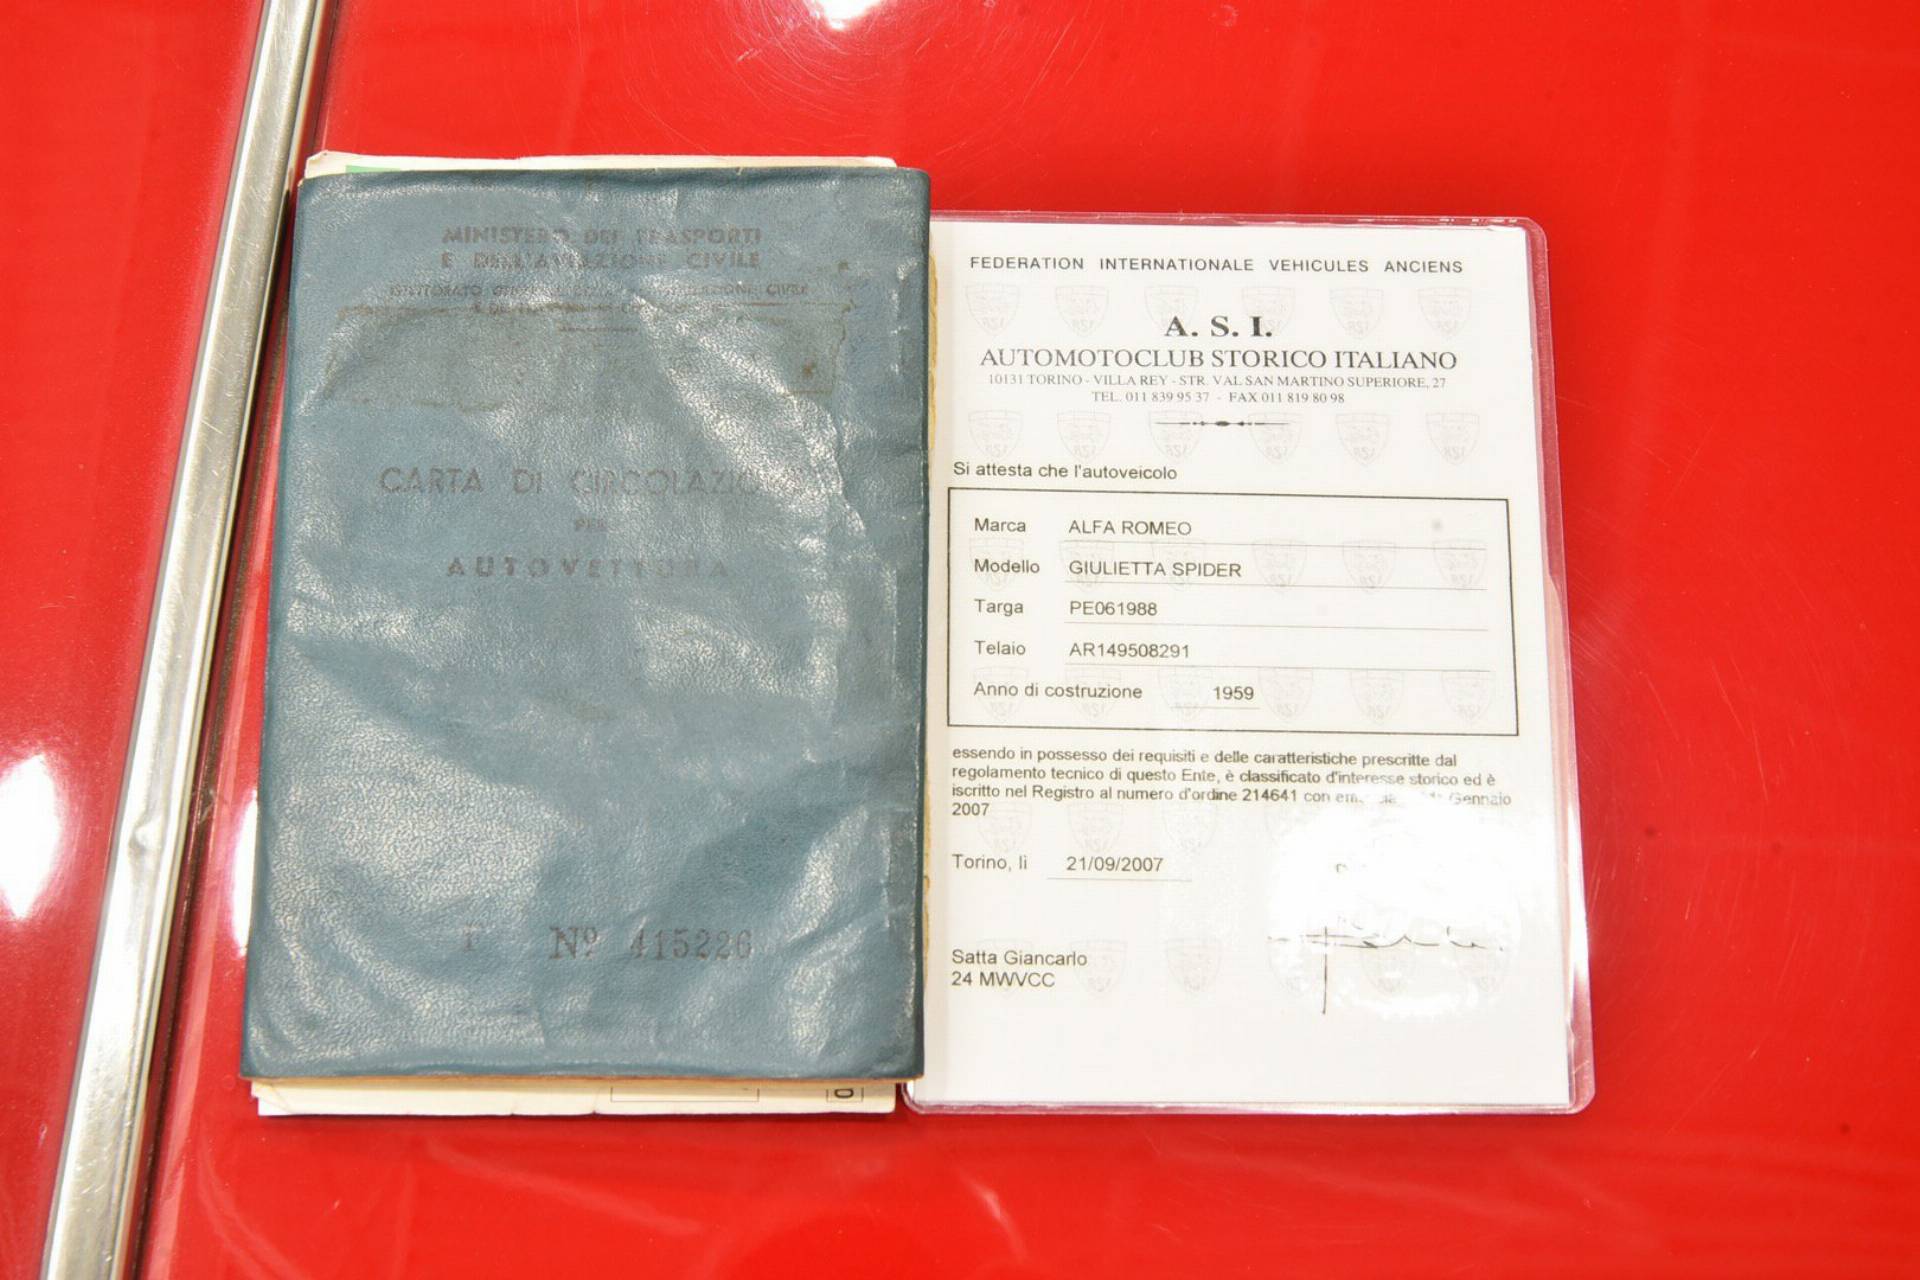 MINISTERO DEI TRASPORTI
E DELL'AVIAZIONE CIVILE
CIVILE
CARTA DI CIRCOLAZIONE
PER
AUTOVETTURA
Nº 415226
FEDERATION INTERNATIONALE VEHICULES ANCIENS
A. S. I.
AUTOMOTOCLUB STORICO ITALIANO
10131 TORINO - VILLA REY - STR. VAL SAN MARTINO SUPERIORE, 27
TEL. 011 839 95 37 - FAX 011 819 80 98
Si attesta che l'autoveicolo
Marca ALFA ROMEO
Modello GIULIETTA SPIDER
Targa PE061988
Telaio AR149508291
Anno di costruzione 1959
essendo in possesso dei requisiti e delle caratteristiche prescritte dal
regolamento tecnico di questo Ente, è classificato d'interesse storico ed è
iscritto nel Registro al numero d'ordine 214641 con Gennaio
2007
Torino, lì 21/09/2007
Satta Giancarlo
24 MWVCC